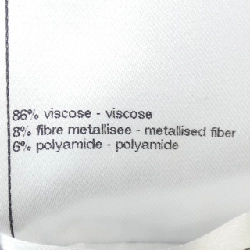 86% viscose - viscose
8% fibre metallisee - metallised fiber
6% polyamide - polyamide